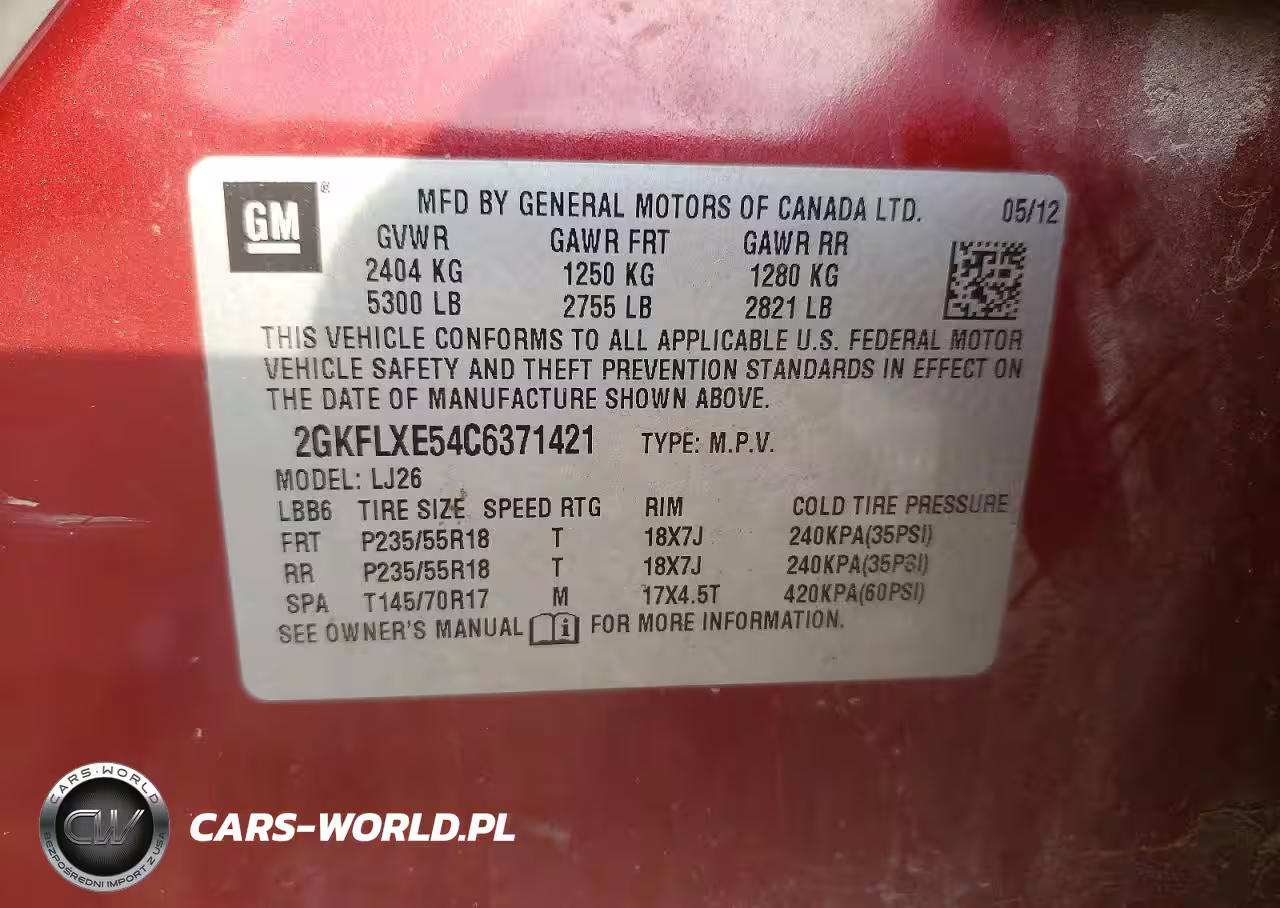 GM ® MFD BY GENERAL MOTORS OF CANADA LTD. 05/12
GVWR GAWR FRT GAWR RR
2404 KG 1250 KG 1280 KG
5300 LB 2755 LB 2821 LB
THIS VEHICLE CONFORMS TO ALL APPLICABLE U.S. FEDERAL MOTOR
VEHICLE SAFETY AND THEFT PREVENTION STANDARDS IN EFFECT ON
THE DATE OF MANUFACTURE SHOWN ABOVE.
2GKFLXE54C6371421 TYPE: M.P.V.
MODEL: LJ26
LBB6 TIRE SIZE SPEED RTG RIM COLD TIRE PRESSURE
FRT P235/55R18 T 18X7J 240KPA(35PSI)
RR P235/55R18 T 18X7J 240KPA(35PSI)
SPA T145/70R17 M 17X4.5T 420KPA(60PSI)
SEE OWNER'S MANUAL i FOR MORE INFORMATION.
CARS-WORLD
CW
BEZPOŚREDNI IMPORT Z USA
CARS-WORLD.PL